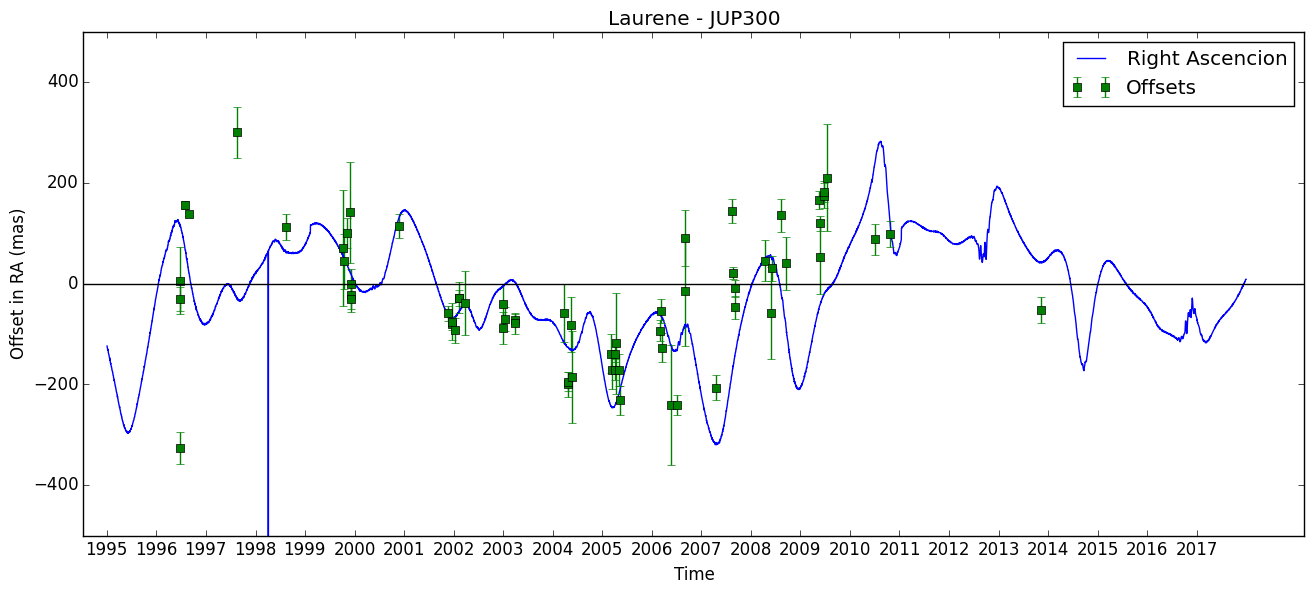 Laurene - JUP300
Right Ascencion
Offsets
Offset in RA (mas)
400
200
0
−200
−400
1995 1996 1997 1998 1999 2000 2001 2002 2003 2004 2005 2006 2007 2008 2009 2010 2011 2012 2013 2014 2015 2016 2017
Time